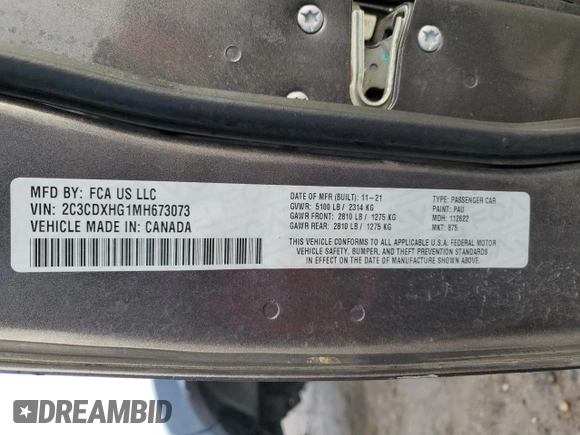 MFD BY: FCA US LLC
VIN: 2C3CDXHG1MH673073
VEHICLE MADE IN: CANADA
DATE OF MFR (BUILT): 11-21
GVWR: 5100 LB / 2314 KG
GAWR FRONT: 2810 LB / 1275 KG
GAWR REAR: 2810 LB / 1275 KG
TYPE: PASSENGER CAR
PAINT: PAU
MDH: 112622
MKT: 875
THIS VEHICLE CONFORMS TO ALL APPLICABLE U.S.A. FEDERAL MOTOR
VEHICLE SAFETY, BUMPER, AND THEFT PREVENTION STANDARDS
IN EFFECT ON THE DATE OF MANUFACTURE SHOWN ABOVE.
DREAMBID